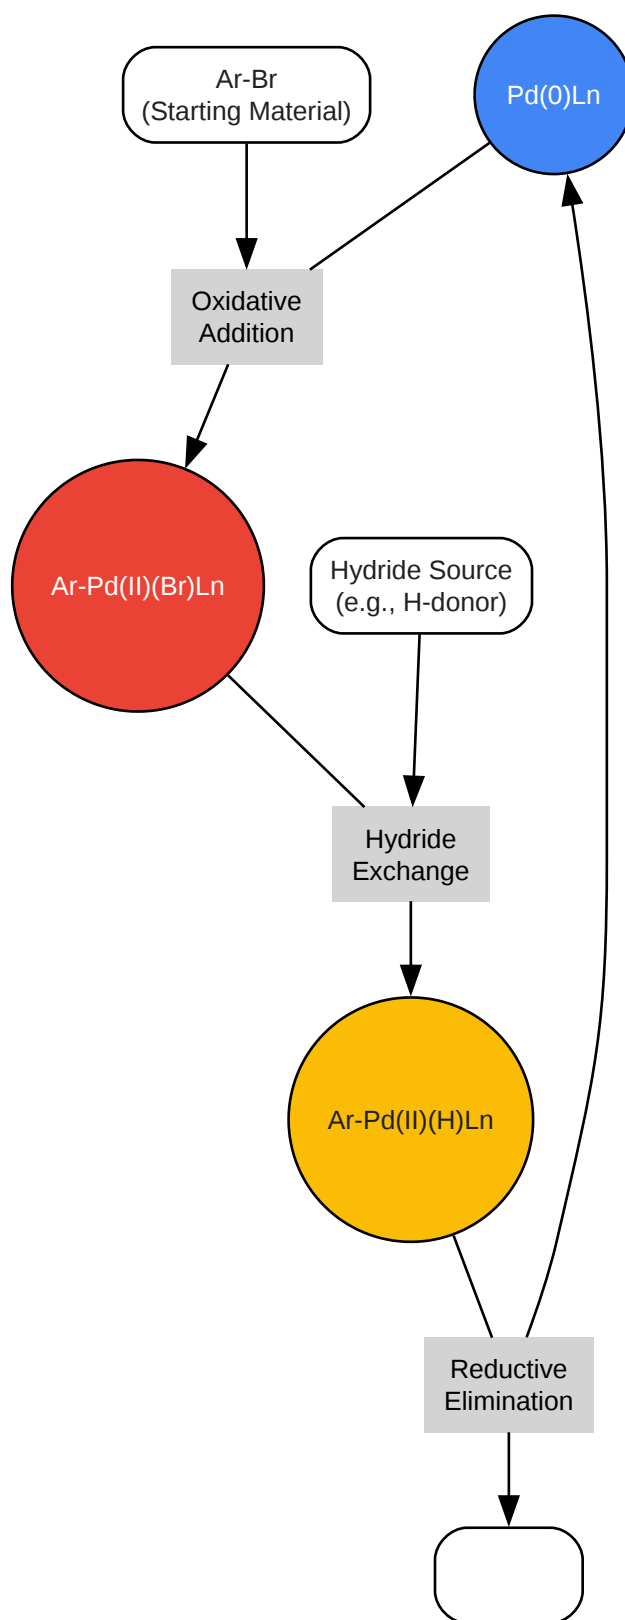 Ar-Br
(Starting Material)
Pd(0)Ln
Oxidative
Addition
Ar-Pd(II)(Br)Ln
Hydride Source
(e.g., H-donor)
Hydride
Exchange
Ar-Pd(II)(H)Ln
Reductive
Elimination